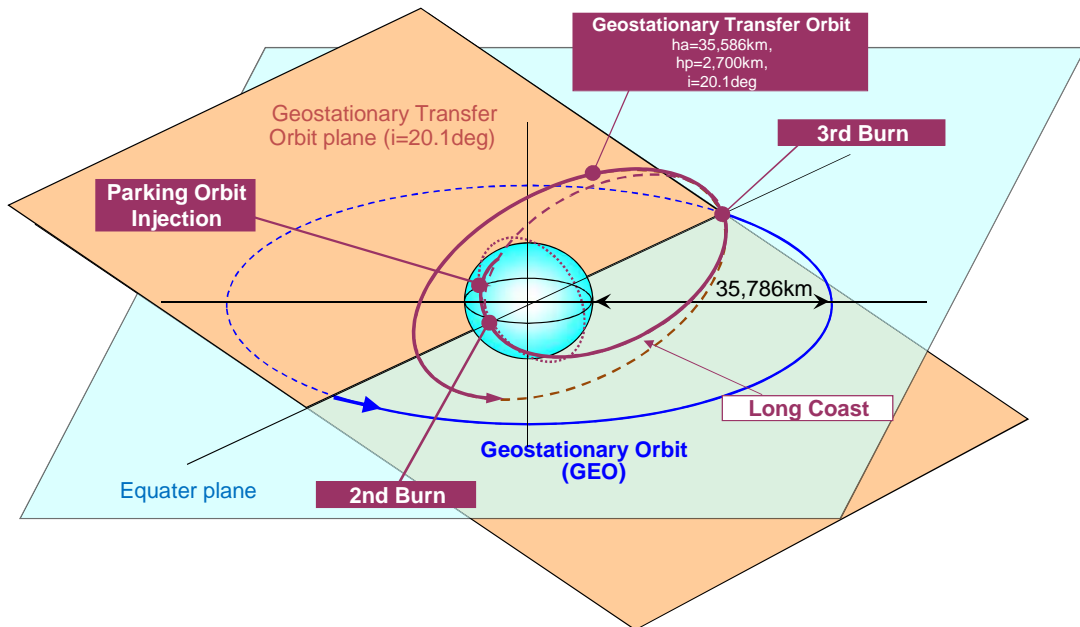 Geostationary Transfer Orbit
ha=35,586km,
hp=2,700km,
i=20.1deg
Geostationary Transfer
Orbit plane (i=20.1deg)
3rd Burn
Parking Orbit
Injection
35,786km
Long Coast
Geostationary Orbit
(GEO)
Equater plane
2nd Burn